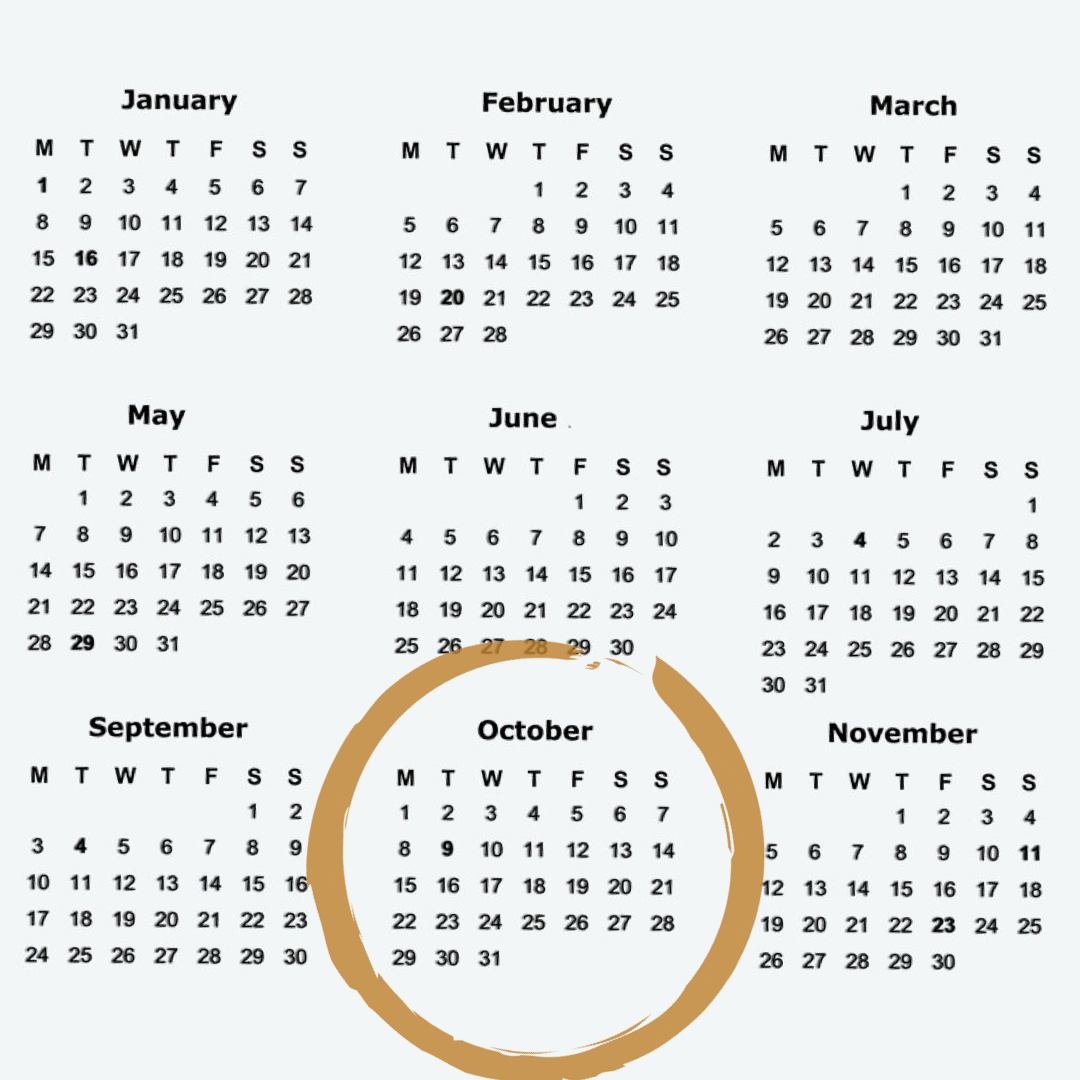 January February March
M T W T F S S M T W T F S S M T W T F S S
1 2 3 4 5 6 7 1 2 3 4 1 2 3 4
8 9 10 11 12 13 14 5 6 7 8 9 10 11 5 6 7 8 9 10 11
15 16 17 18 19 20 21 12 13 14 15 16 17 18 12 13 14 15 16 17 18
22 23 24 25 26 27 28 19 20 21 22 23 24 25 19 20 21 22 23 24 25
29 30 31 26 27 28 26 27 28 29 30 31
May June July
M T W T F S S M T W T F S S M T W T F S S
1 2 3 4 5 6 1 2 3 1
7 8 9 10 11 12 13 4 5 6 7 8 9 10 2 3 4 5 6 7 8
14 15 16 17 18 19 20 11 12 13 14 15 16 17 9 10 11 12 13 14 15
21 22 23 24 25 26 27 18 19 20 21 22 23 24 16 17 18 19 20 21 22
28 29 30 31 25 26 27 28 29 30 23 24 25 26 27 28 29
30 31
September October November
M T W T F S S M T W T F S S M T W T F S S
1 2 1 2 3 4 5 6 7 1 2 3 4
3 4 5 6 7 8 9 8 9 10 11 12 13 14 5 6 7 8 9 10 11
10 11 12 13 14 15 16 15 16 17 18 19 20 21 12 13 14 15 16 17 18
17 18 19 20 21 22 23 22 23 24 25 26 27 28 19 20 21 22 23 24 25
24 25 26 27 28 29 30 29 30 31 26 27 28 29 30